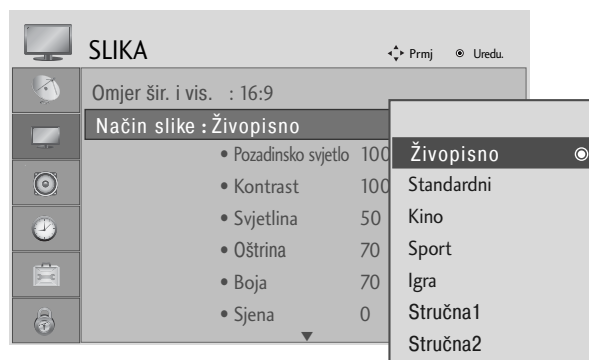 SLIKA
Prmj
Uredu.
Omjer šir. i vis. : 16:9
Način slike : Živopisno
• Pozadinsko svjetlo 100
• Kontrast 100
• Svjetlina 50
• Oštrina 70
• Boja 70
• Sjena 0
Živopisno
Standardni
Kino
Sport
Igra
Stručna1
Stručna2